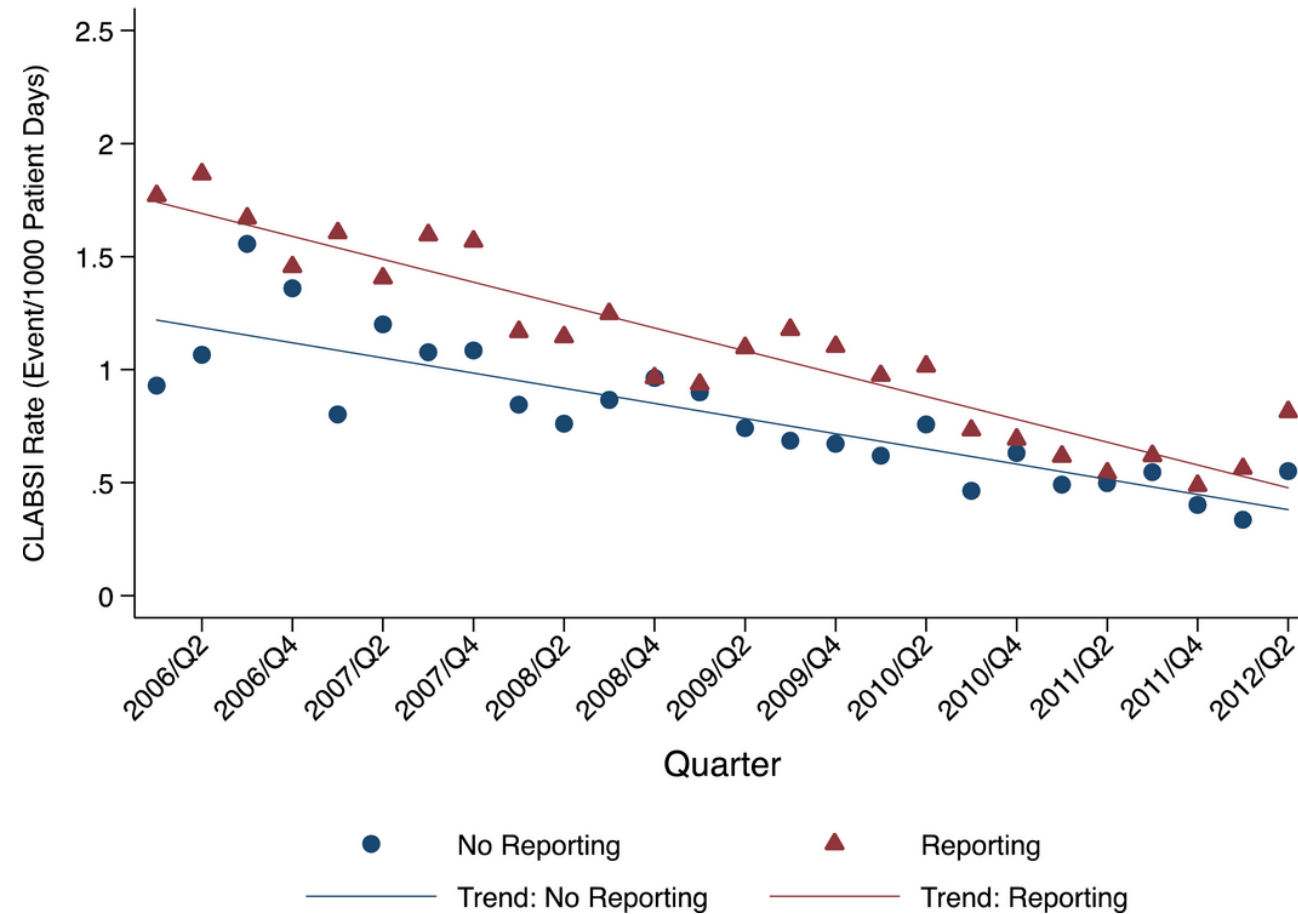 CLABSI Rate (Event/1000 Patient Days)
2.5
2
1.5
1
.5
0
2006/Q2
2006/Q4
2007/Q2
2007/Q4
2008/Q2
2008/Q4
2009/Q2
2009/Q4
2010/Q2
2010/Q4
2011/Q2
2011/Q4
2012/Q2
Quarter
No Reporting
Reporting
Trend: No Reporting
Trend: Reporting